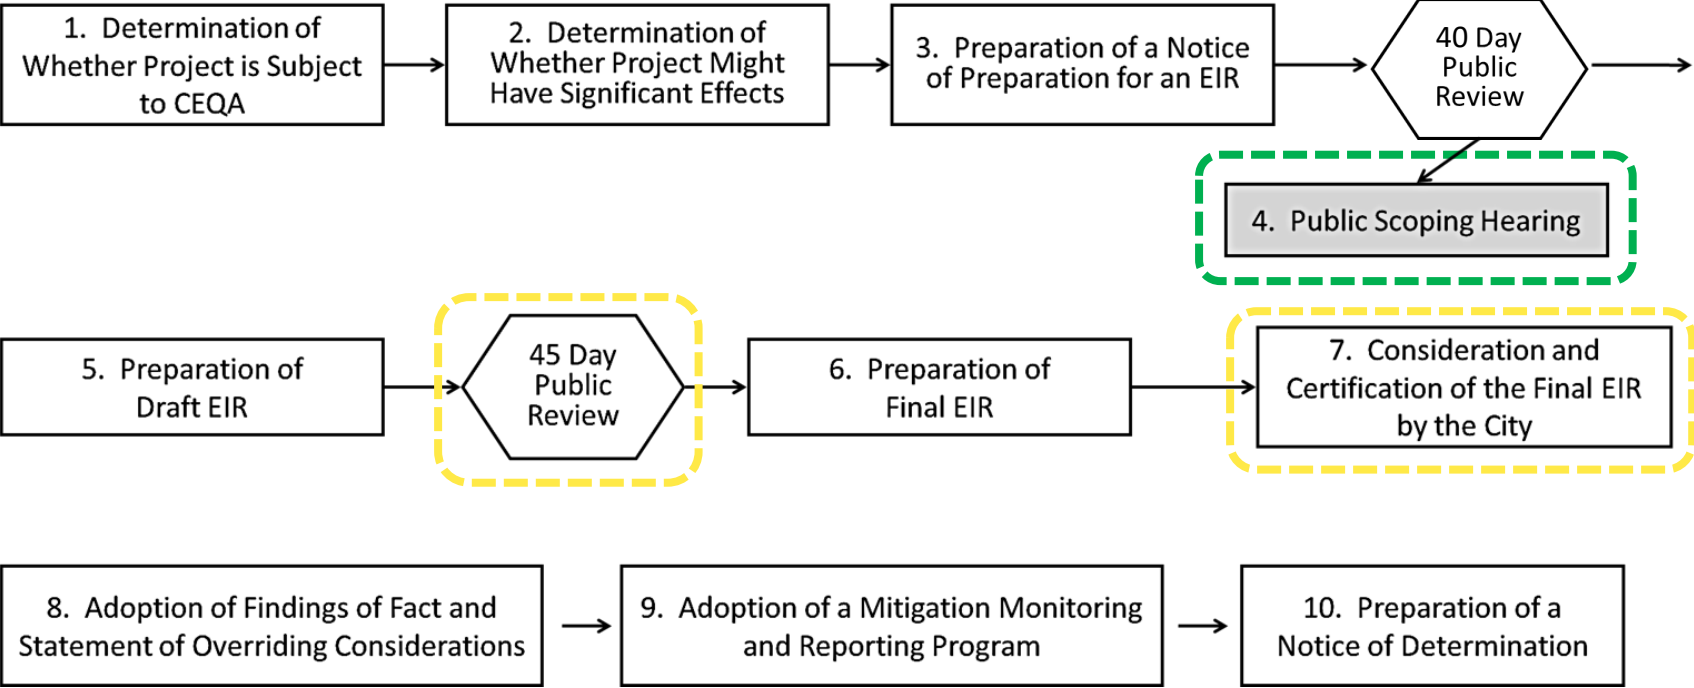 1. Determination of
Whether Project is Subject
to CEQA
2. Determination of
Whether Project Might
Have Significant Effects
3. Preparation of a Notice
of Preparation for an EIR
40 Day
Public
Review
4. Public Scoping Hearing
5. Preparation of
Draft EIR
45 Day
Public
Review
6. Preparation of
Final EIR
7. Consideration and
Certification of the Final EIR
by the City
8. Adoption of Findings of Fact and
Statement of Overriding Considerations
9. Adoption of a Mitigation Monitoring
and Reporting Program
10. Preparation of a
Notice of Determination